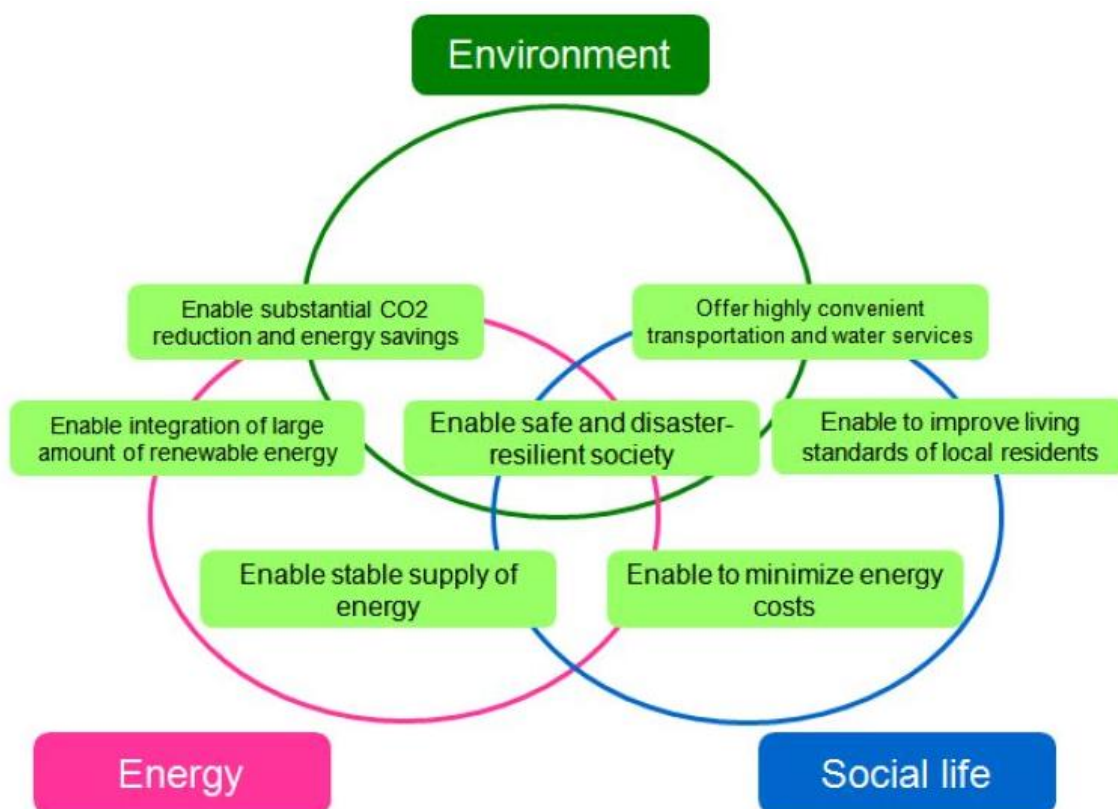 Environment
Enable substantial CO2
reduction and energy savings
Offer highly convenient
transportation and water services
Enable integration of large
amount of renewable energy
Enable safe and disaster-
resilient society
Enable to improve living
standards of local residents
Enable stable supply of
energy
Enable to minimize energy
costs
Energy
Social life